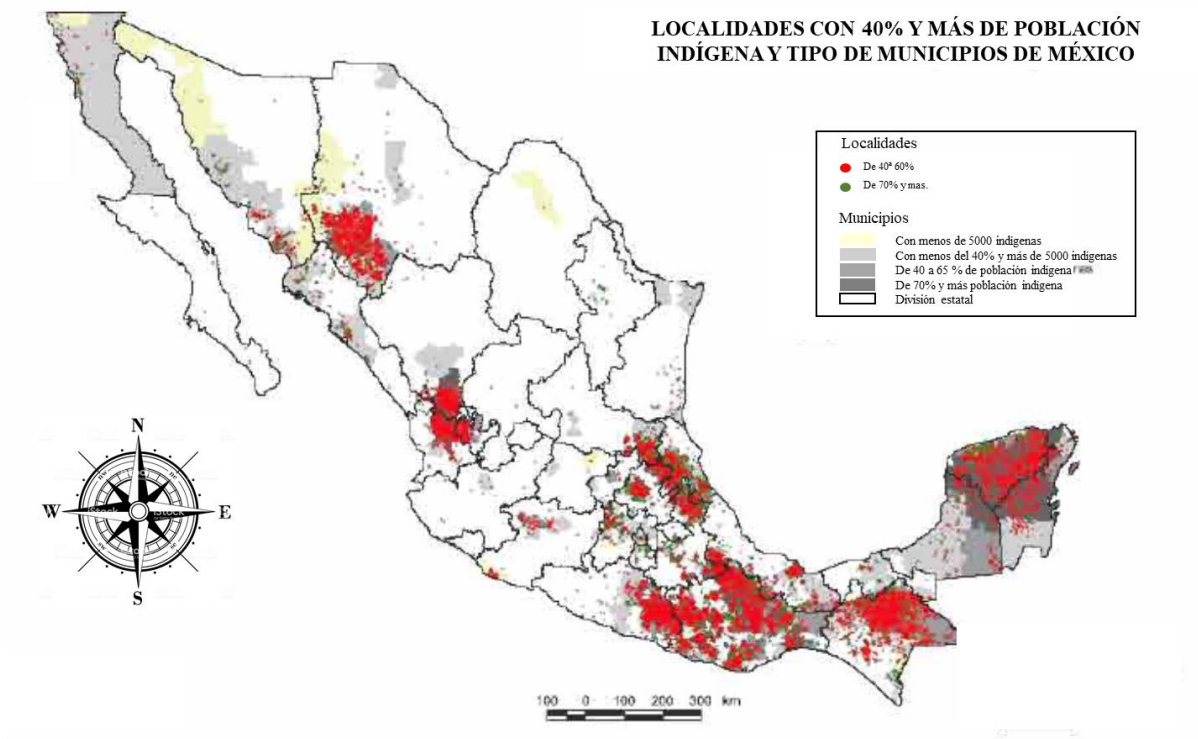 LOCALIDADES CON 40% Y MÁS DE POBLACIÓN
INDÍGENA Y TIPO DE MUNICIPIOS DE MÉXICO
Localidades
De 40ª 60%
De 70% y mas.
Municipios
Con menos de 5000 indígenas
Con menos del 40% y más de 5000 indígenas
De 40 a 65 % de población indígena
De 70% y más población indígena
División estatal
N
W
E
S
iStock
iStock
100 0 100 200 300 km